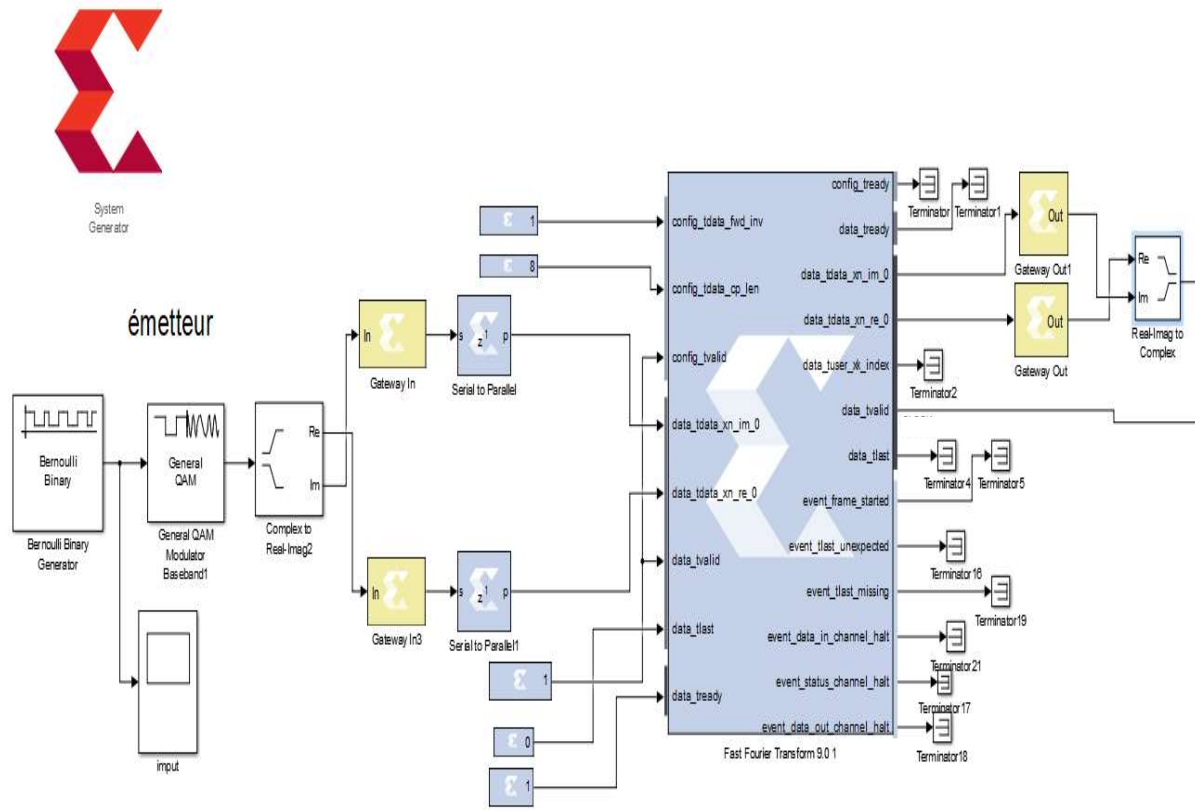 System
Generator
émetteur
Bernoulli
Binary
Bernoulli Binary
Generator
General
QAM
General QAM
Modulator
Baseband1
imput
Re
Im
Complex to
Real-Imag2
In
Gateway In
s
z
1
p
Serial to Parallel
In
Gateway In3
s
z
1
p
Serial to Parallel1
1
8
1
0
1
config_tdata_fwd_inv
config_tdata_cp_len
config_tvalid
data_tdata_xn_im_0
data_tdata_xn_re_0
data_tvalid
data_tlast
data_tready
config_tready
data_tready
data_tdata_xn_im_0
data_tdata_xn_re_0
data_tuser_xk_index
data_tvalid
data_tlast
event_frame_started
event_tlast_unexpected
event_tlast_missing
event_data_in_channel_halt
event_status_channel_halt
event_data_out_channel_halt
Fast Fourier Transform 9.0 1
Terminator
Terminator1
Terminator2
Terminator4
Terminator5
Terminator16
Terminator19
Terminator21
Terminator17
Terminator18
Out
Gateway Out1
Out
Gateway Out
Re
Im
Real-Imag to
Complex